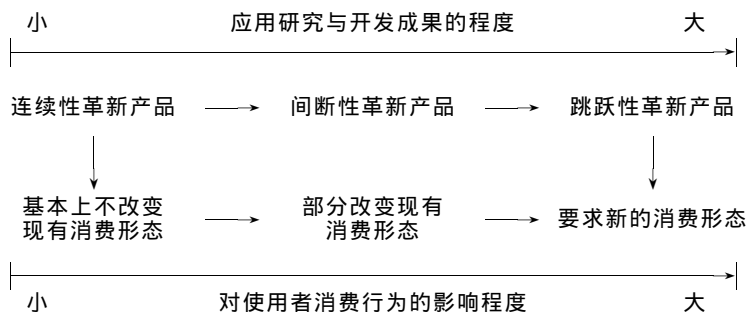 小 应用研究与开发成果的程度 大
连续性革新产品 间断性革新产品 跳跃性革新产品
基本上不改变 部分改变现有
现有消费形态 消费形态 要求新的消费形态
小 对使用者消费行为的影响程度 大